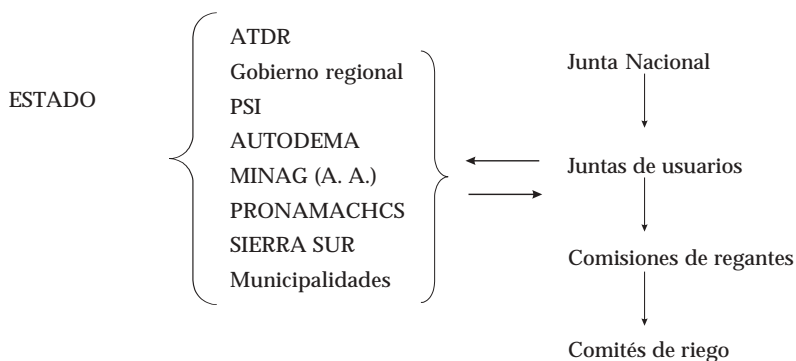 ESTADO
ATDR
Gobierno regional
PSI
AUTODEMA
MINAG (A. A.)
PRONAMACHCS
SIERRA SUR
Municipalidades
Junta Nacional
Juntas de usuarios
Comisiones de regantes
Comités de riego